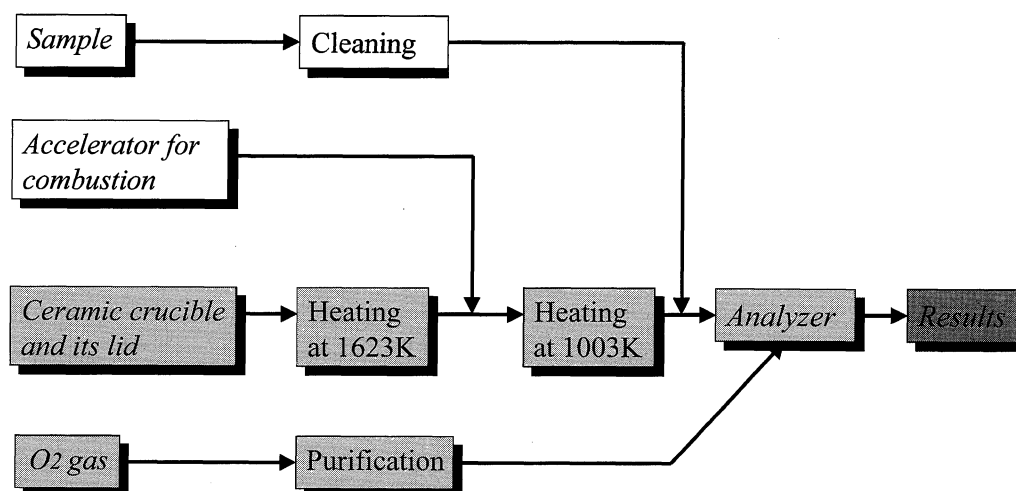 Sample
Cleaning
Accelerator for
combustion
Ceramic crucible
and its lid
Heating
at 1623K
Heating
at 1003K
Analyzer
Results
O2 gas
Purification